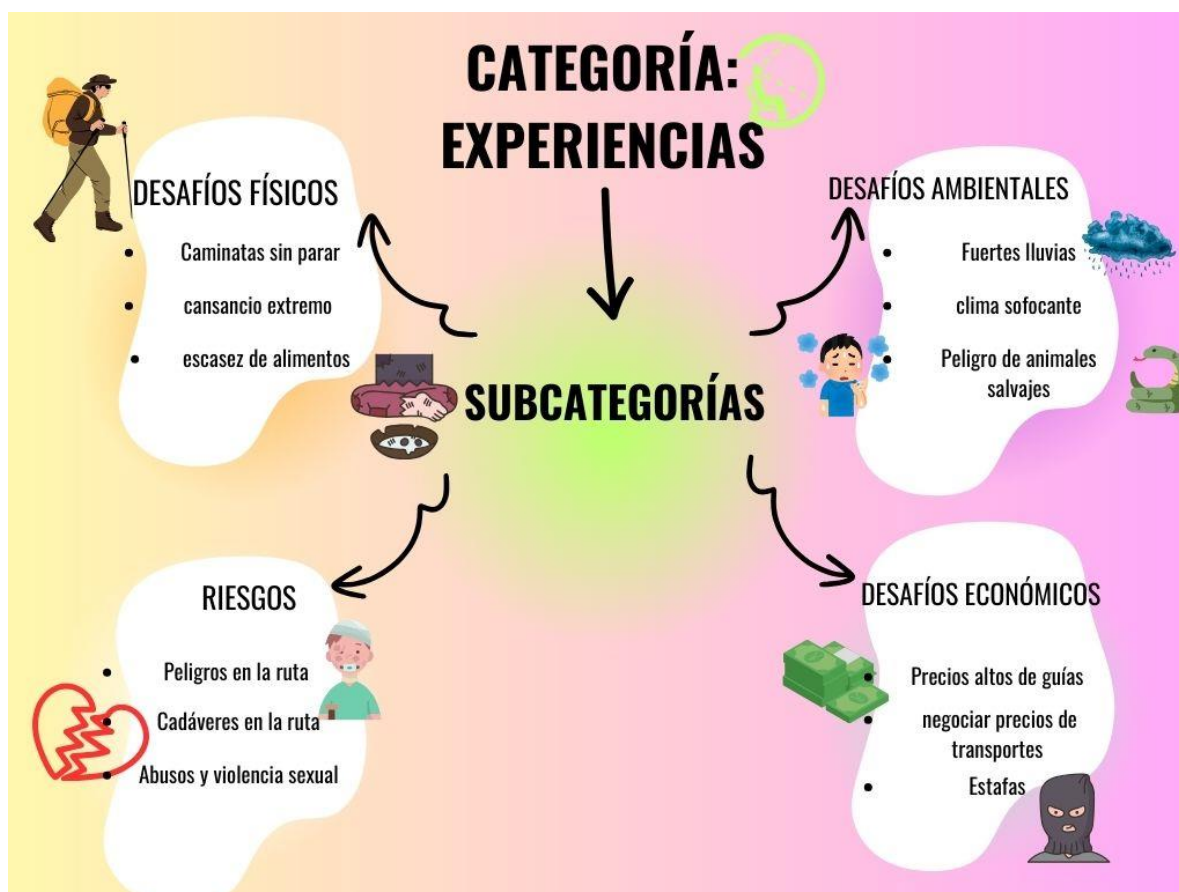 CATEGORÍA:
EXPERIENCIAS
DESAFÍOS FÍSICOS
• Caminatas sin parar
• cansancio extremo
• escasez de alimentos
DESAFÍOS AMBIENTALES
• Fuertes lluvias
• clima sofocante
• Peligro de animales
salvajes
SUBCATEGORÍAS
RIESGOS
• Peligros en la ruta
• Cadáveres en la ruta
• Abusos y violencia sexual
DESAFÍOS ECONÓMICOS
• Precios altos de guías
• negociar precios de
transportes
• Estafas